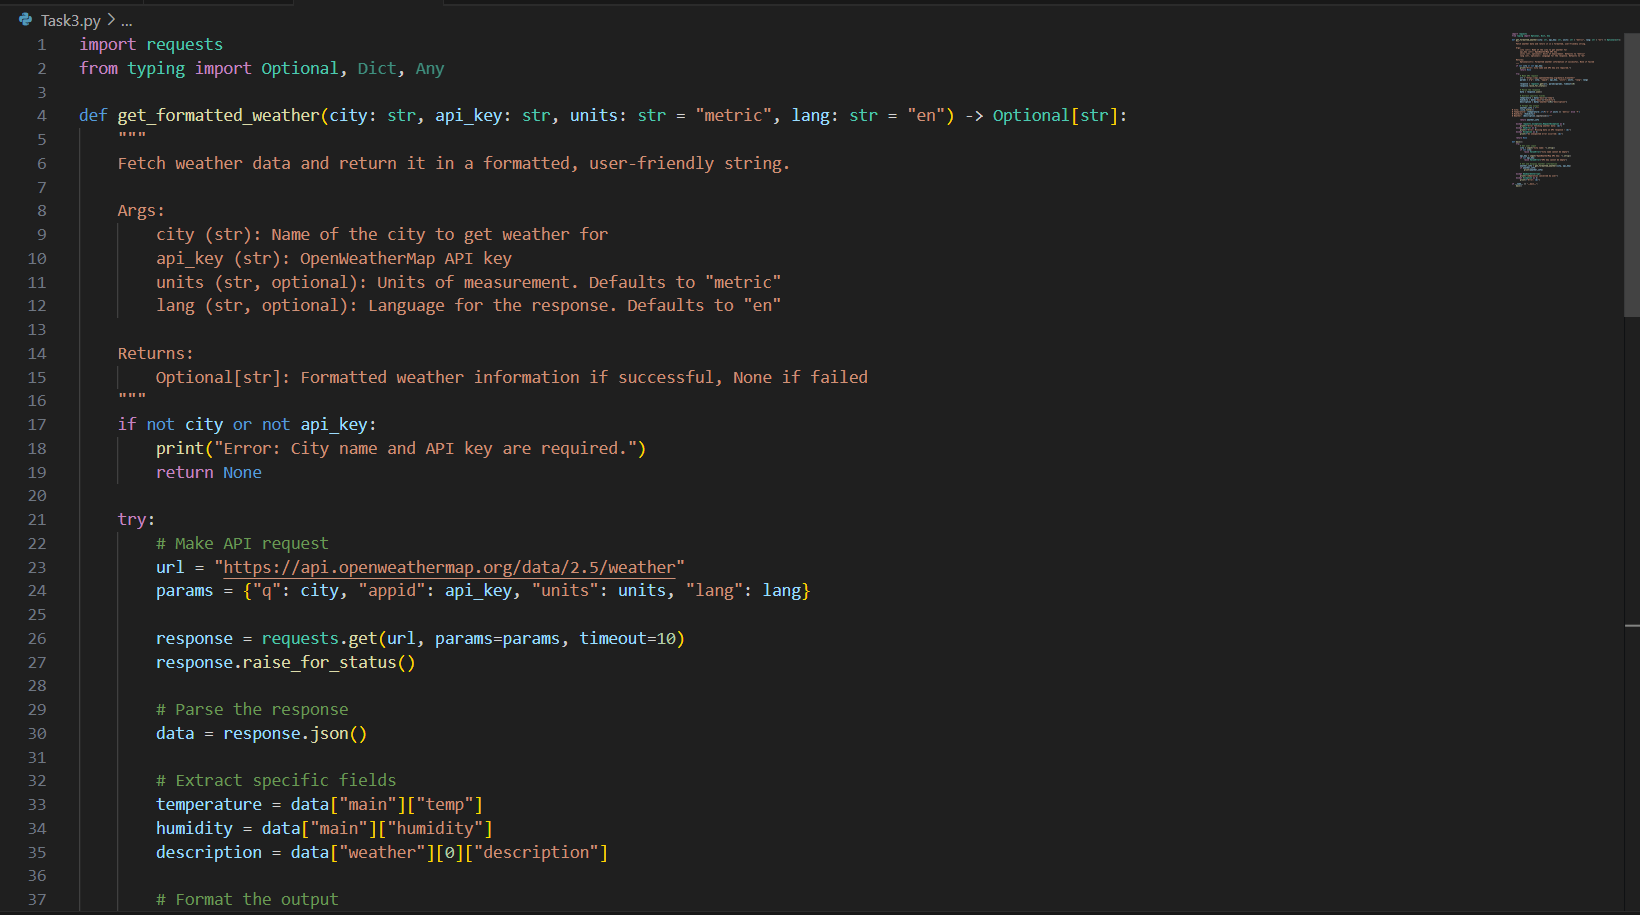 Task3.py > ...
1 import requests
2 from typing import Optional, Dict, Any
3
4 def get_formatted_weather(city: str, api_key: str, units: str = "metric", lang: str = "en") -> Optional[str]:
5     """
6     Fetch weather data and return it in a formatted, user-friendly string.
7
8     Args:
9         city (str): Name of the city to get weather for
10         api_key (str): OpenWeatherMap API key
11         units (str, optional): Units of measurement. Defaults to "metric"
12         lang (str, optional): Language for the response. Defaults to "en"
13
14     Returns:
15         Optional[str]: Formatted weather information if successful, None if failed
16     """
17     if not city or not api_key:
18         print("Error: City name and API key are required.")
19         return None
20
21     try:
22         # Make API request
23         url = "https://api.openweathermap.org/data/2.5/weather"
24         params = {"q": city, "appid": api_key, "units": units, "lang": lang}
25
26         response = requests.get(url, params=params, timeout=10)
27         response.raise_for_status()
28
29         # Parse the response
30         data = response.json()
31
32         # Extract specific fields
33         temperature = data["main"]["temp"]
34         humidity = data["main"]["humidity"]
35         description = data["weather"][0]["description"]
36
37         # Format the output